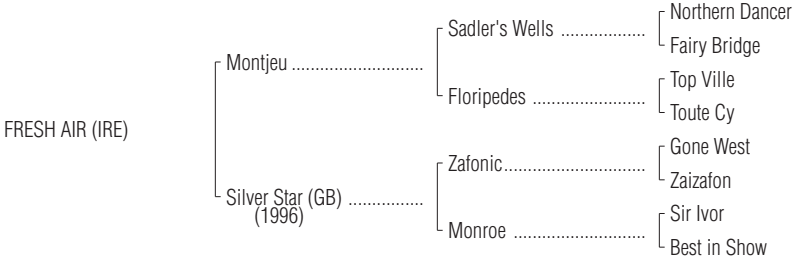 Northern Dancer
Sadler's Wells ..................
Fairy Bridge
Montjeu ............................
Top Ville
Floripedes ........................
Toute Cy
FRESH AIR (IRE)
Gone West
Zafonic..............................
Zaizafon
Silver Star (GB) ................
(1996)
Sir Ivor
Monroe ............................
Best in Show